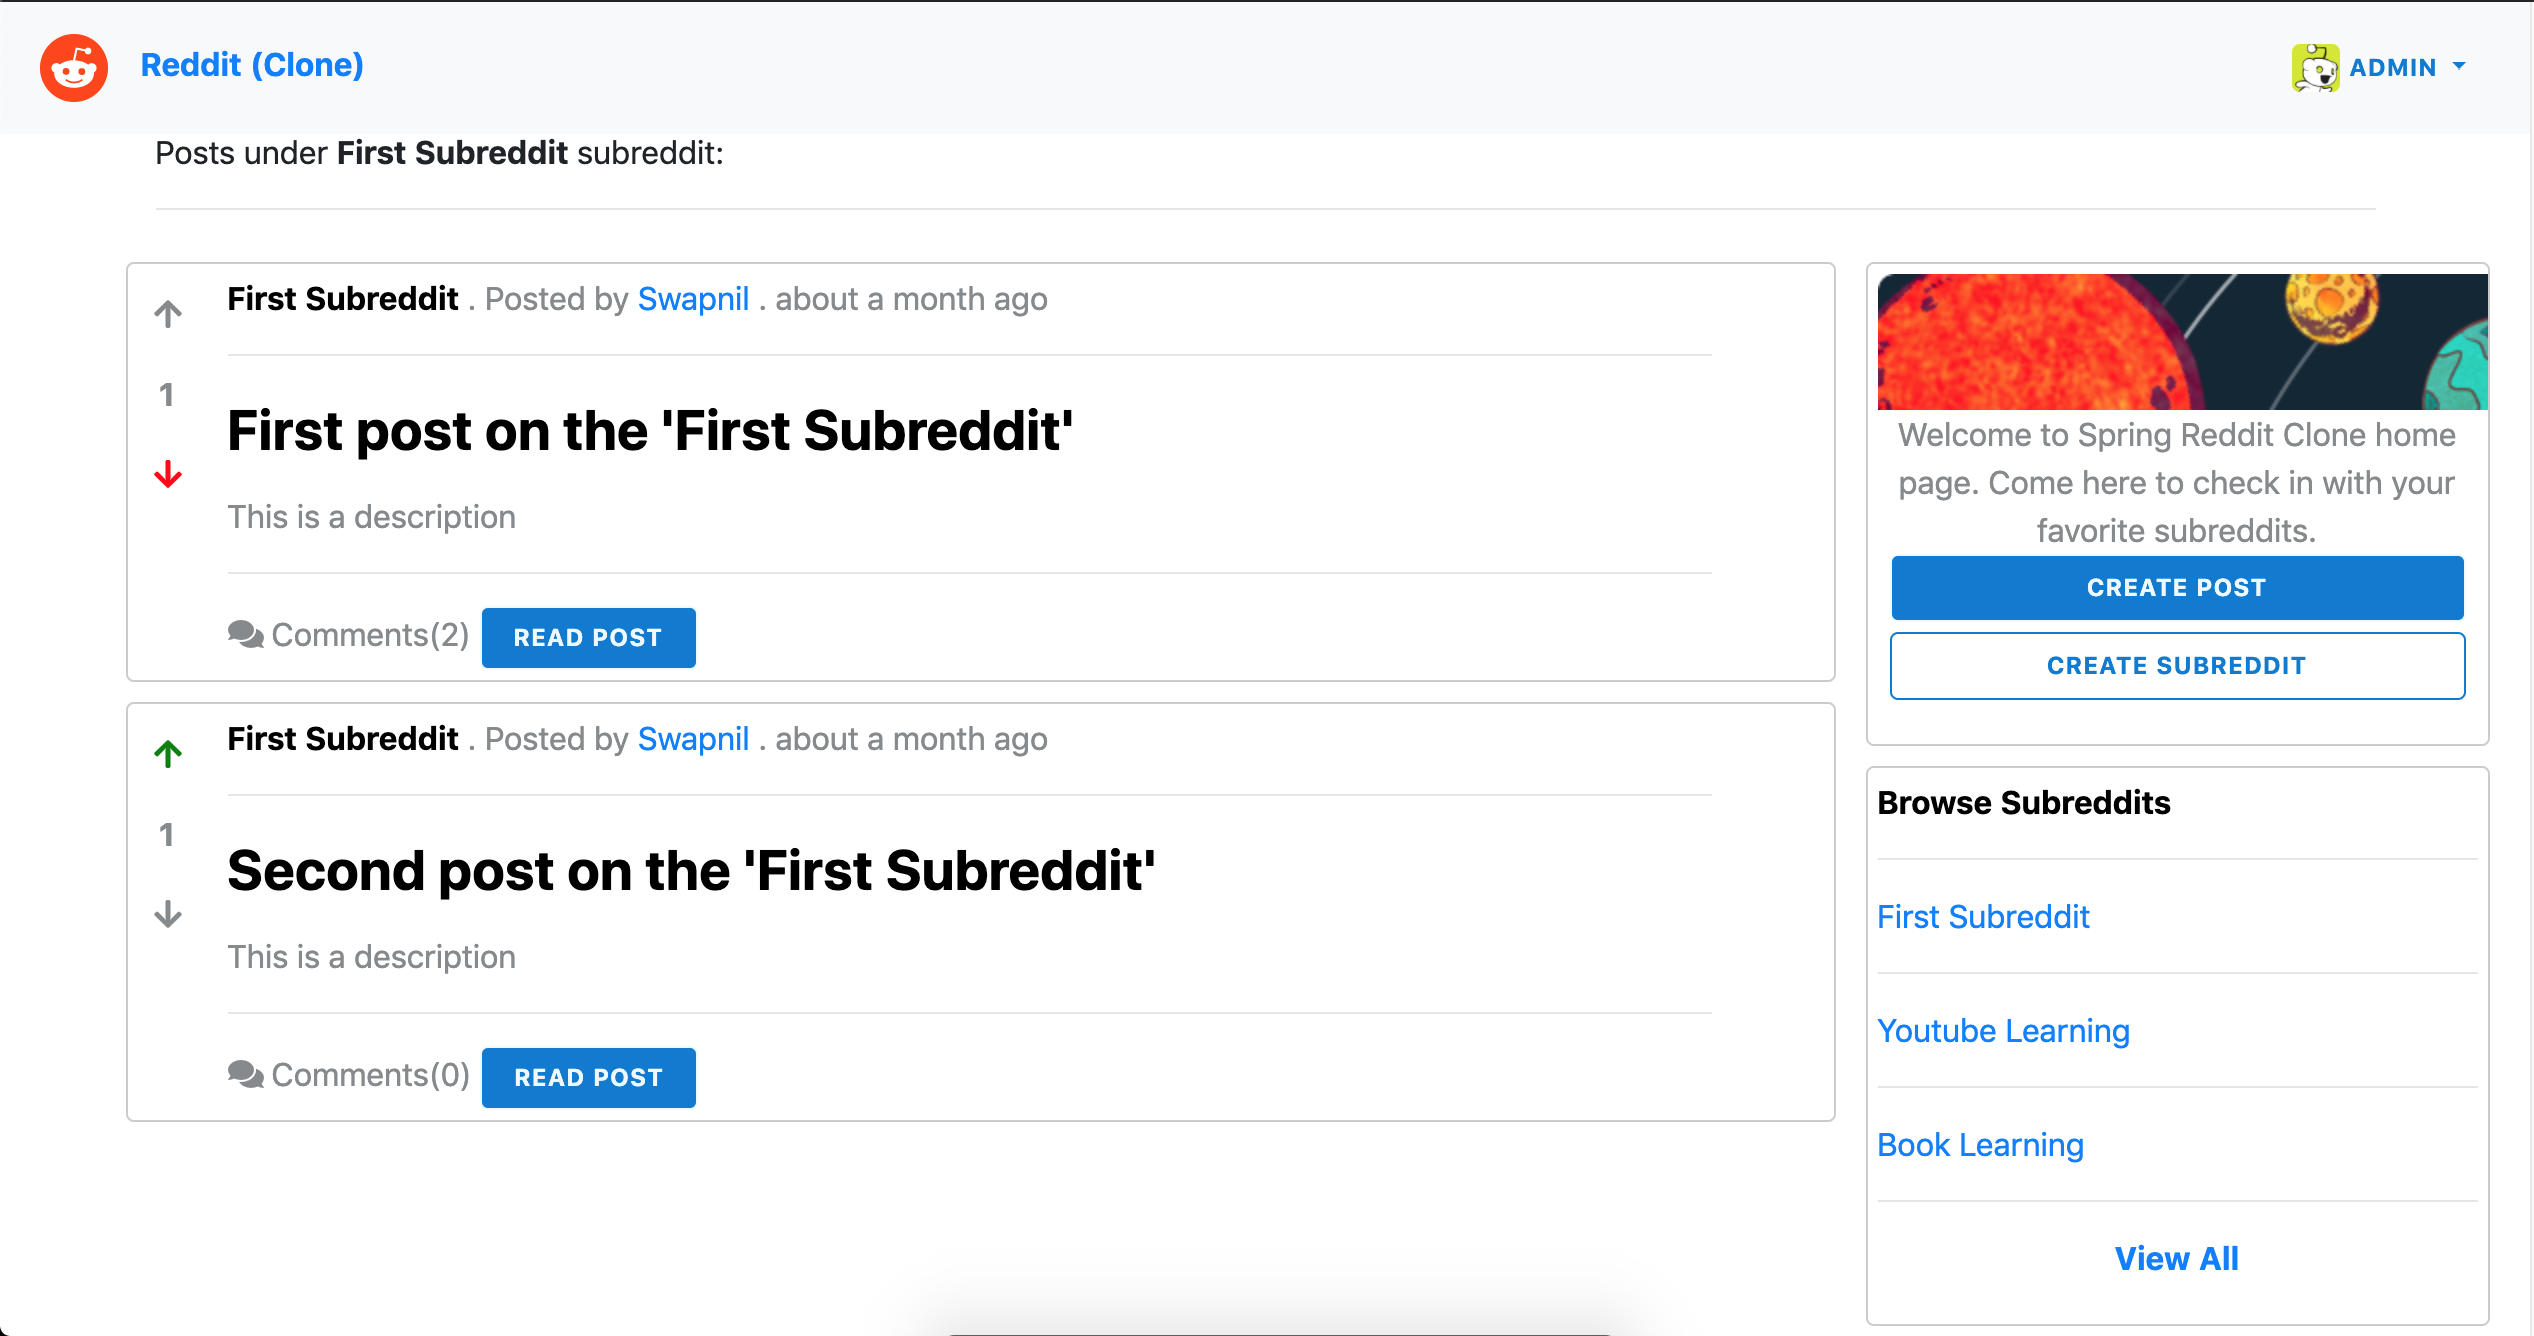 Reddit (Clone)
ADMIN
Posts under First Subreddit subreddit:
First Subreddit . Posted by Swapnil . about a month ago
1
First post on the 'First Subreddit'
This is a description
Comments(2) READ POST
First Subreddit . Posted by Swapnil . about a month ago
1
Second post on the 'First Subreddit'
This is a description
Comments(0) READ POST
Welcome to Spring Reddit Clone home
page. Come here to check in with your
favorite subreddits.
CREATE POST
CREATE SUBREDDIT
Browse Subreddits
First Subreddit
Youtube Learning
Book Learning
View All